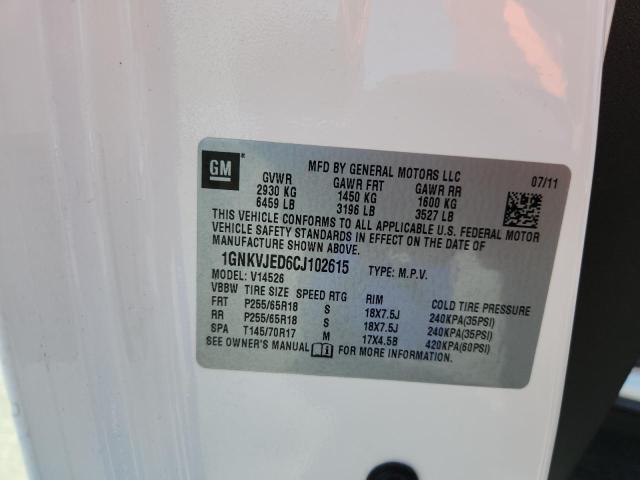 GM
MFD BY GENERAL MOTORS LLC 07/11
GVWR GAWR FRT GAWR RR
2930 KG 1450 KG 1600 KG
6459 LB 3196 LB 3527 LB
THIS VEHICLE CONFORMS TO ALL APPLICABLE U.S. FEDERAL MOTOR
VEHICLE SAFETY STANDARDS IN EFFECT ON THE DATE OF
MANUFACTURE SHOWN ABOVE.
1GNKVJED6CJ102615 TYPE: M.P.V.
MODEL: V14526
VBBW TIRE SIZE SPEED RTG RIM COLD TIRE PRESSURE
FRT P255/65R18 S 18X7.5J 240KPA(35PSI)
RR P255/65R18 S 18X7.5J 240KPA(35PSI)
SPA T145/70R17 M 17X4.5B 420KPA(60PSI)
SEE OWNER'S MANUAL FOR MORE INFORMATION.